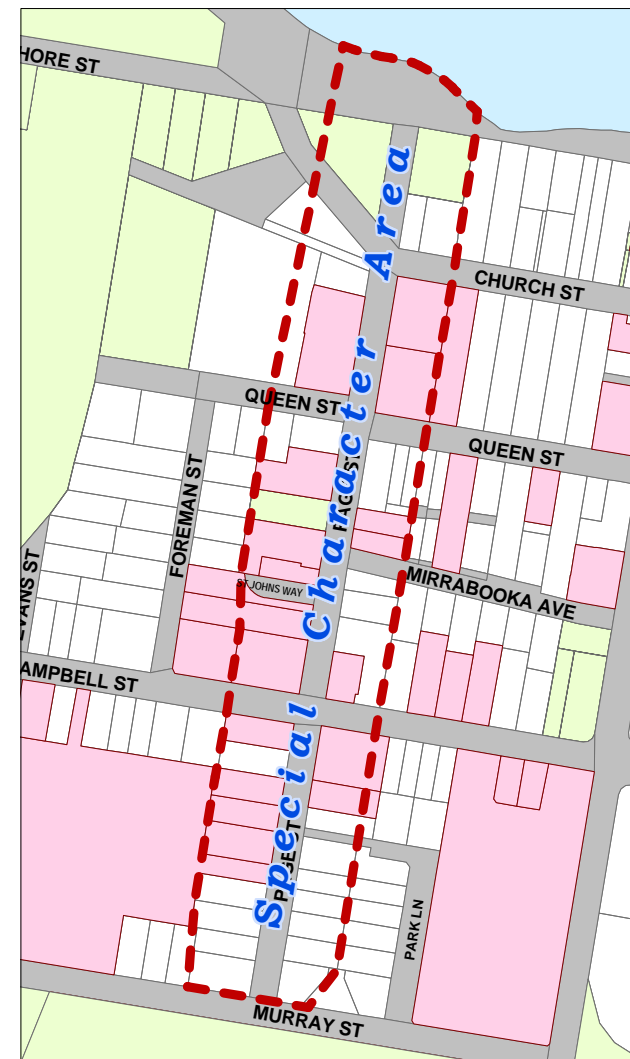 HORE ST
Area
CHURCH ST
Character
QUEEN ST
QUEEN ST
FOREMAN ST
MIRRABOOKA AVE
ST JOHNS WAY
EVANS ST
AMPBELL ST
Special
PARK LN
MURRAY ST